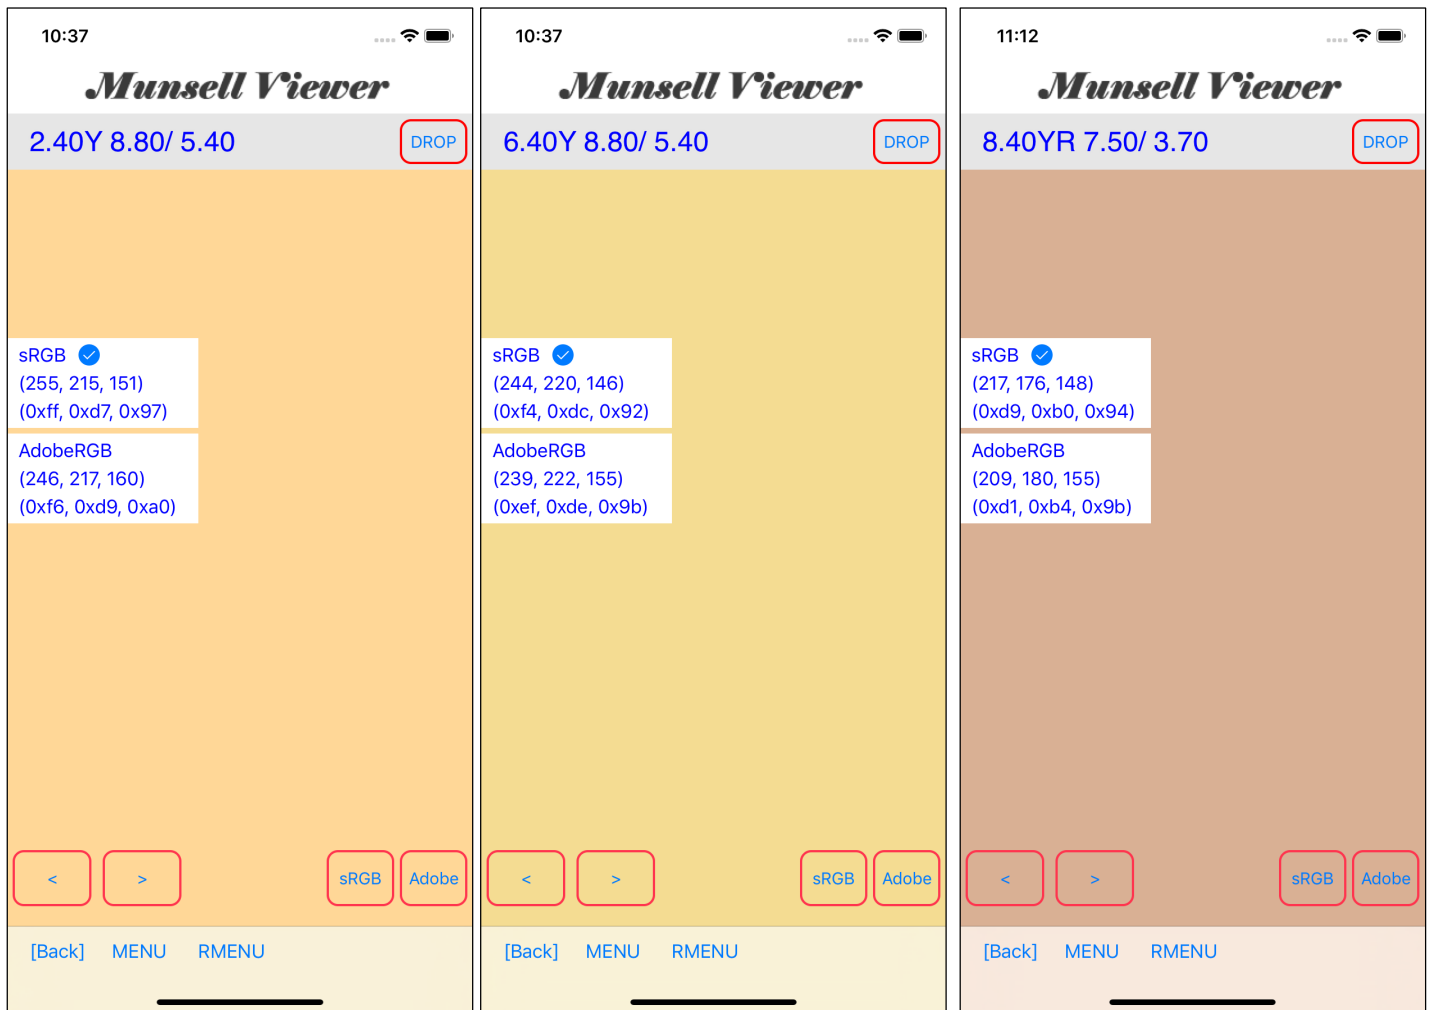 10:37
Munsell Viewer
2.40Y 8.80/ 5.40
DROP
sRGB
(255, 215, 151)
(0xff, 0xd7, 0x97)
AdobeRGB
(246, 217, 160)
(0xf6, 0xd9, 0xa0)
< > sRGB Adobe
[Back] MENU RMENU
10:37
Munsell Viewer
6.40Y 8.80/ 5.40
DROP
sRGB
(244, 220, 146)
(0xf4, 0xdc, 0x92)
AdobeRGB
(239, 222, 155)
(0xef, 0xde, 0x9b)
< > sRGB Adobe
[Back] MENU RMENU
11:12
Munsell Viewer
8.40YR 7.50/ 3.70
DROP
sRGB
(217, 176, 148)
(0xd9, 0xb0, 0x94)
AdobeRGB
(209, 180, 155)
(0xd1, 0xb4, 0x9b)
< > sRGB Adobe
[Back] MENU RMENU